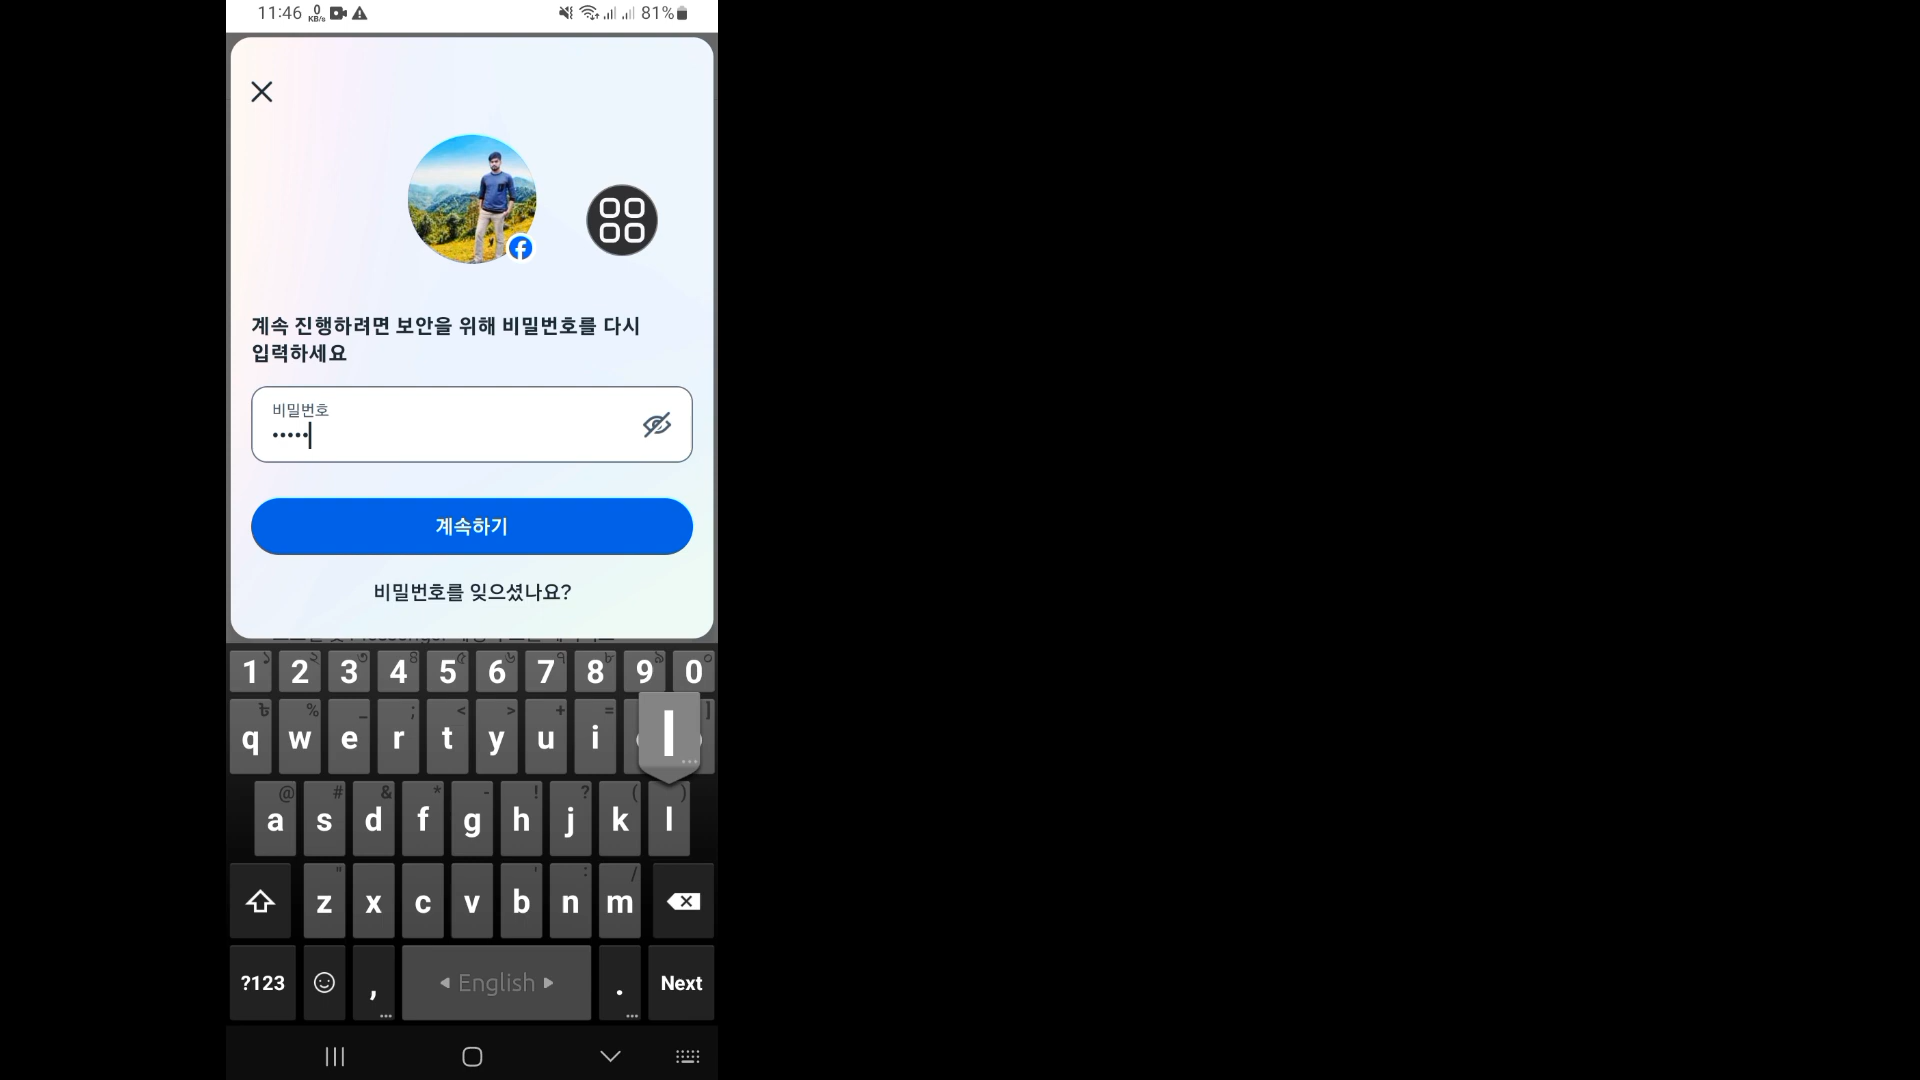 11:46 0 KB/s 81%
계속 진행하려면 보안을 위해 비밀번호를 다시
입력하세요
비밀번호
•••••
계속하기
비밀번호를 잊으셨나요?
1 2 3 4 5 6 7 8 9 0
q w e r t y u i l
a s d f g h j k l
z x c v b n m
?123 , English . Next